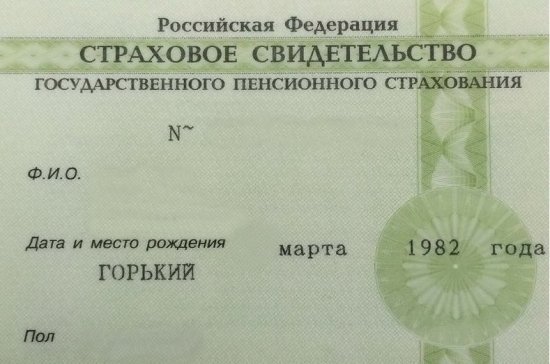 Российская Федерация
СТРАХОВОЕ СВИДЕТЕЛЬСТВО
ГОСУДАРСТВЕННОГО ПЕНСИОННОГО СТРАХОВАНИЯ
N~
Ф.И.О.
Дата и место рождения марта 1982 года
ГОРЬКИЙ
Пол